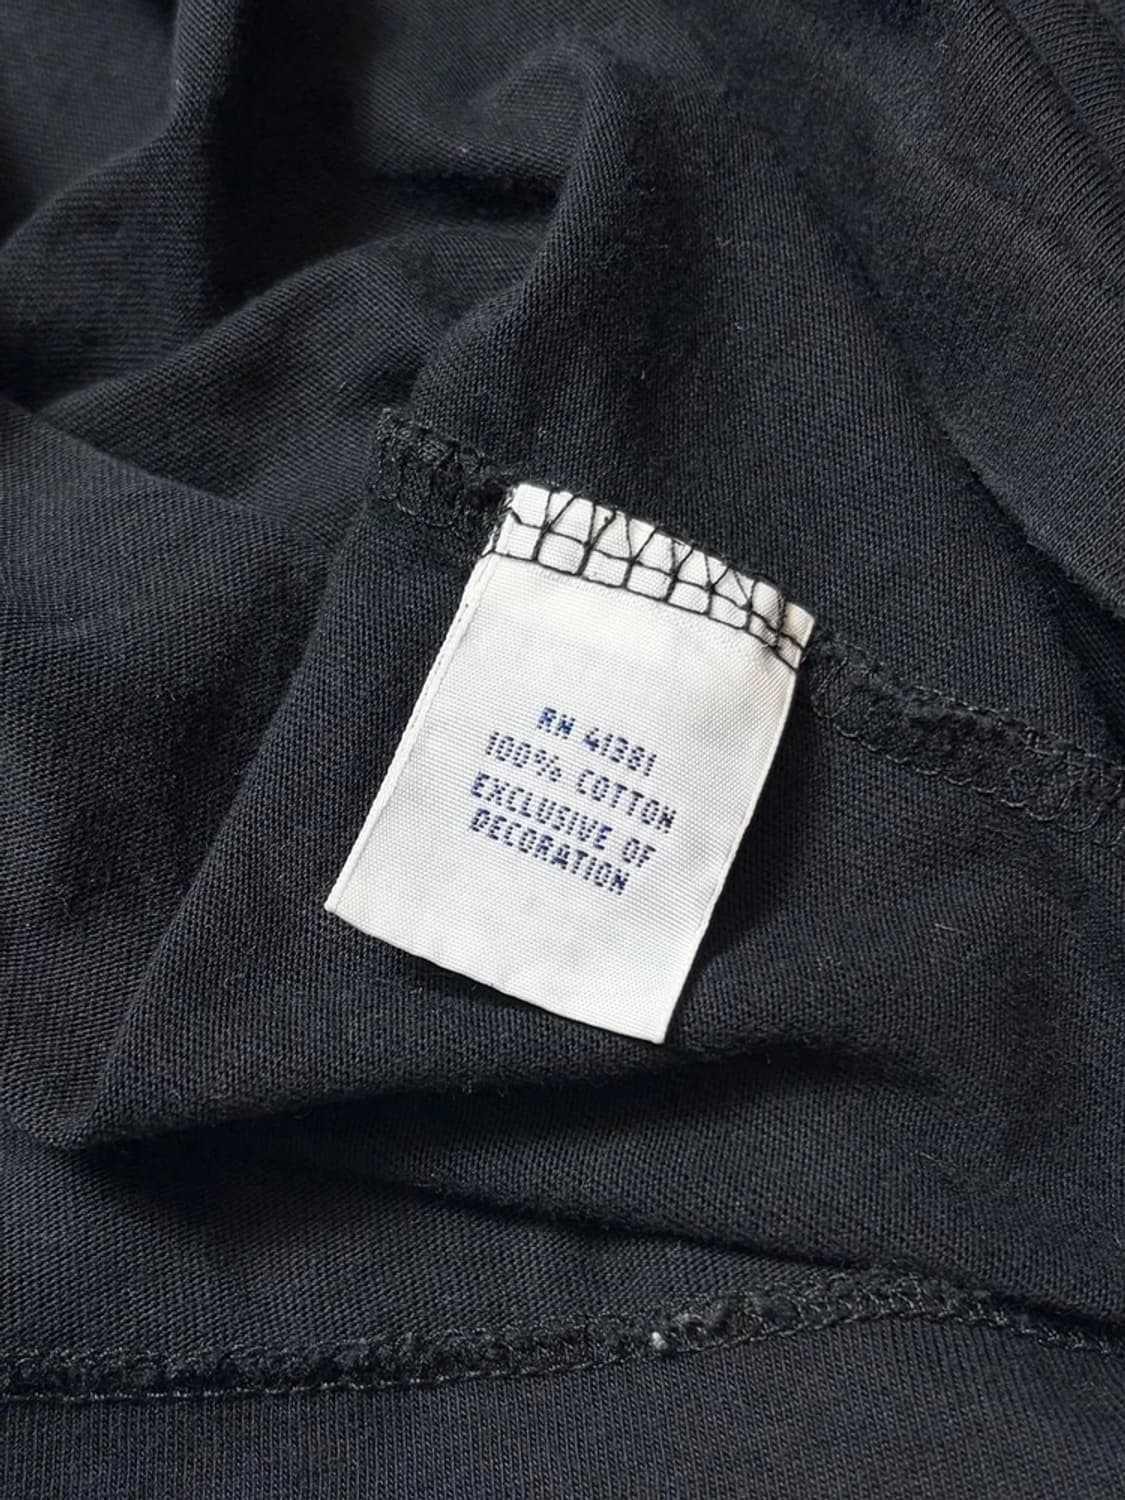 RN 41381
100% COTTON
EXCLUSIVE OF
DECORATION